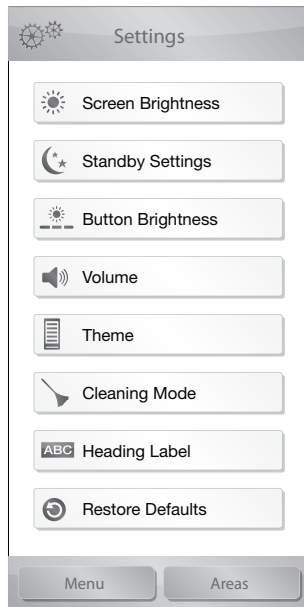 Settings
Screen Brightness
Standby Settings
Button Brightness
Volume
Theme
Cleaning Mode
ABC Heading Label
Restore Defaults
Menu Areas